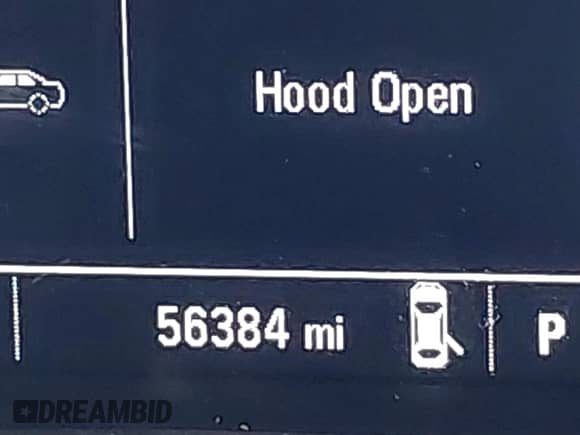 Hood Open
56384 mi
P
DREAMBID